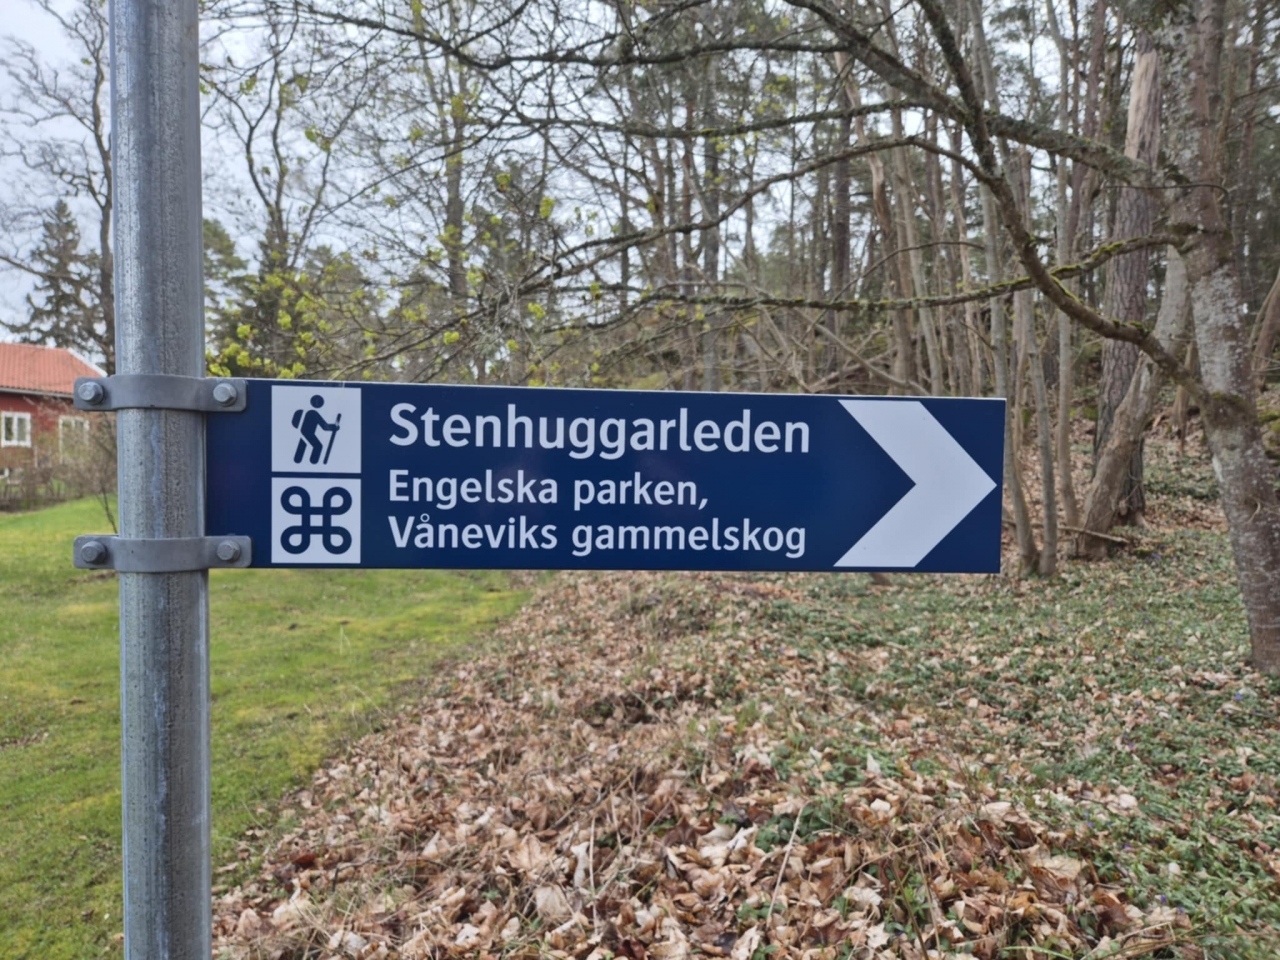 Stenhuggarleden
Engelska parken,
Våneviks gammelskog